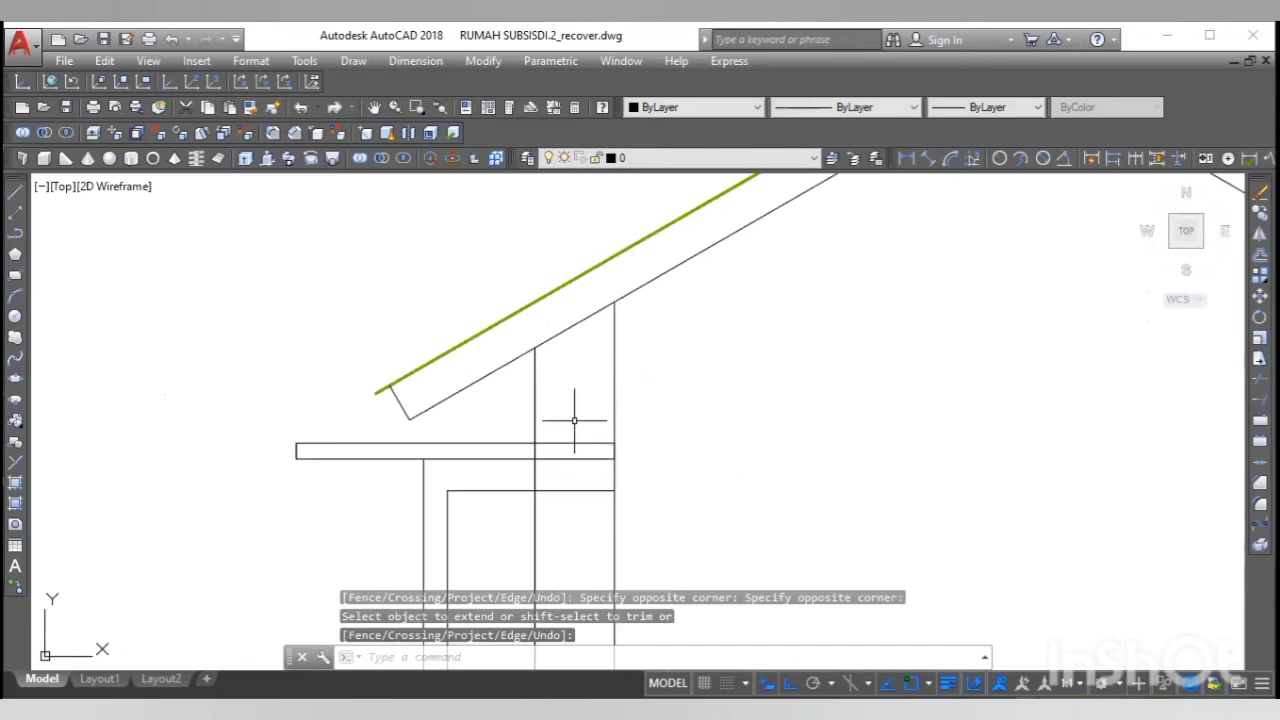 Autodesk AutoCAD 2018 RUMAH SUBSISDI.2_recover.dwg
Type a keyword or phrase
Sign In
File Edit View Insert Format Tools Draw Dimension Modify Parametric Window Help Express
ByLayer ByLayer ByLayer ByColor
0
[−][Top][2D Wireframe]
N
W TOP E
S
WCS
A
Y
X
[Fence/Crossing/Project/Edge/Undo]: Specify opposite corner: Specify opposite corner:
Select object to extend or shift-select to trim or
[Fence/Crossing/Project/Edge/Undo]:
Type a command
Model Layout1 Layout2 +
MODEL
1:1
InShOt